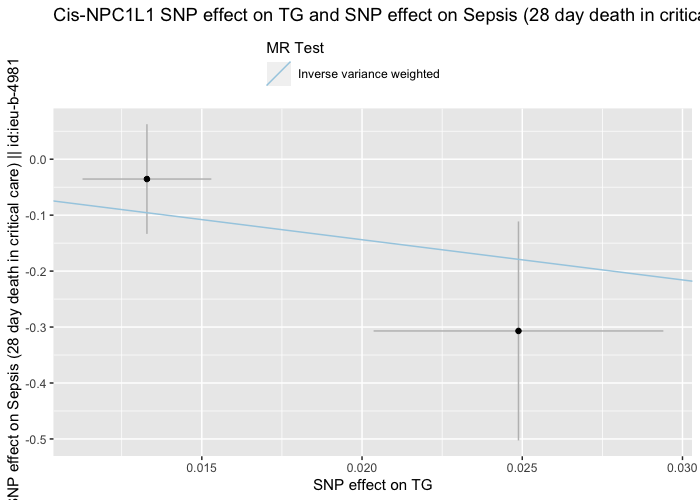 Cis-NPC1L1 SNP effect on TG and SNP effect on Sepsis (28 day death in critica
MR Test
Inverse variance weighted
SNP effect on Sepsis (28 day death in critical care) || id:ieu-b-4981
0.0
-0.1
-0.2
-0.3
-0.4
-0.5
0.015
0.020
0.025
0.030
SNP effect on TG